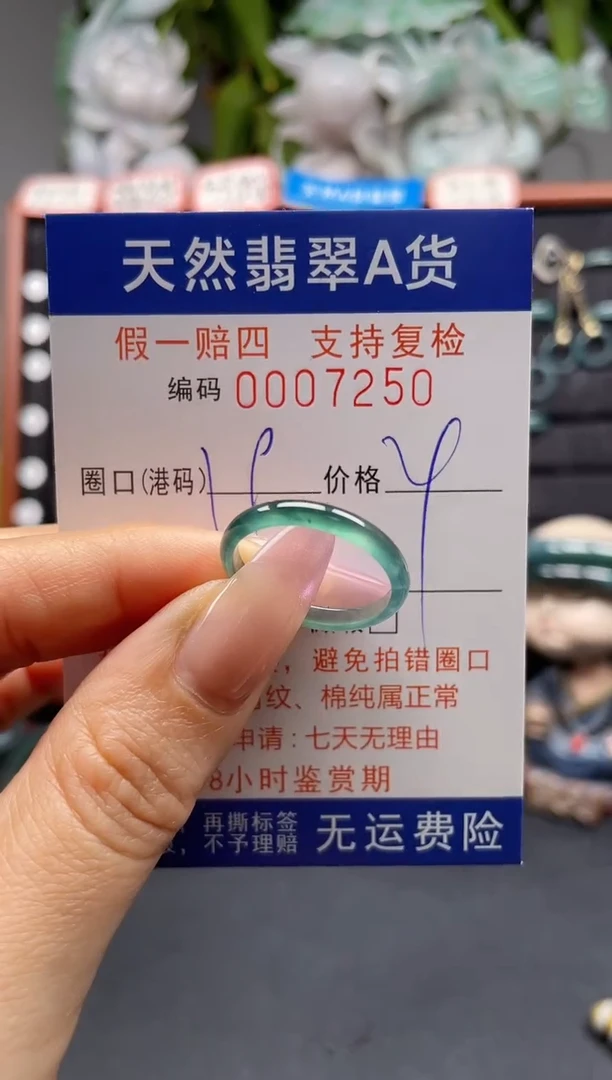 天然翡翠A货
假一赔四 支持复检
编码 0007250
圈口(港码) 价格
，避免拍错圈口
纹、棉纯属正常
申请：七天无理由
8小时鉴赏期
再撕标签
不予理赔
无运费险